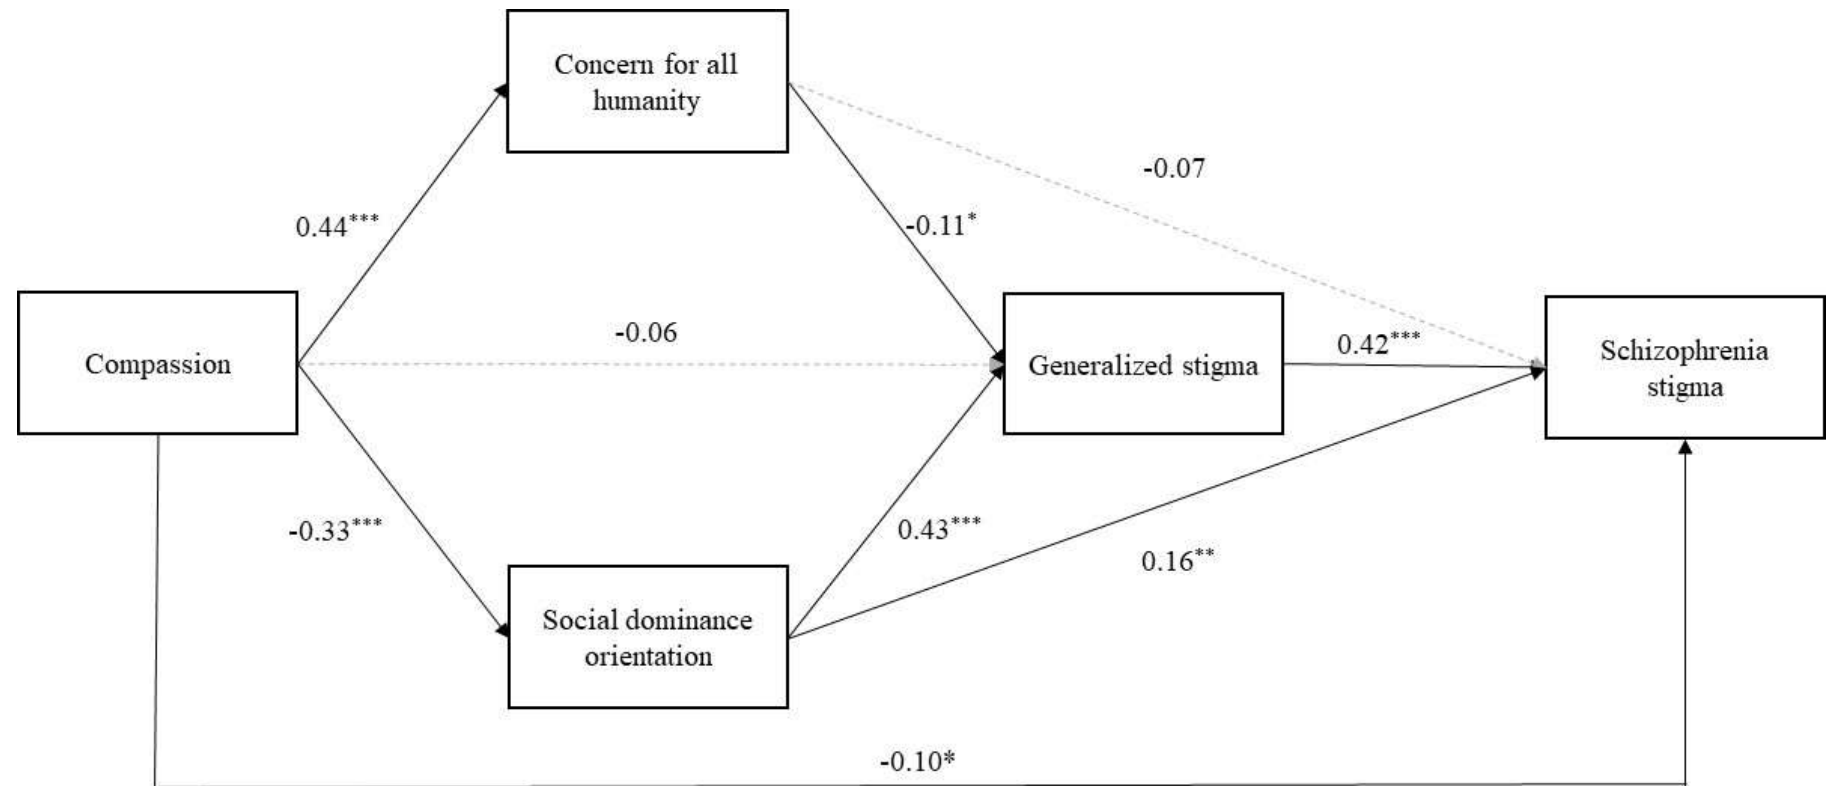 Concern for all
humanity
-0.07
0.44***
-0.11*
-0.06
Compassion
Generalized stigma
0.42***
Schizophrenia
stigma
-0.33***
0.43***
0.16**
Social dominance
orientation
-0.10*